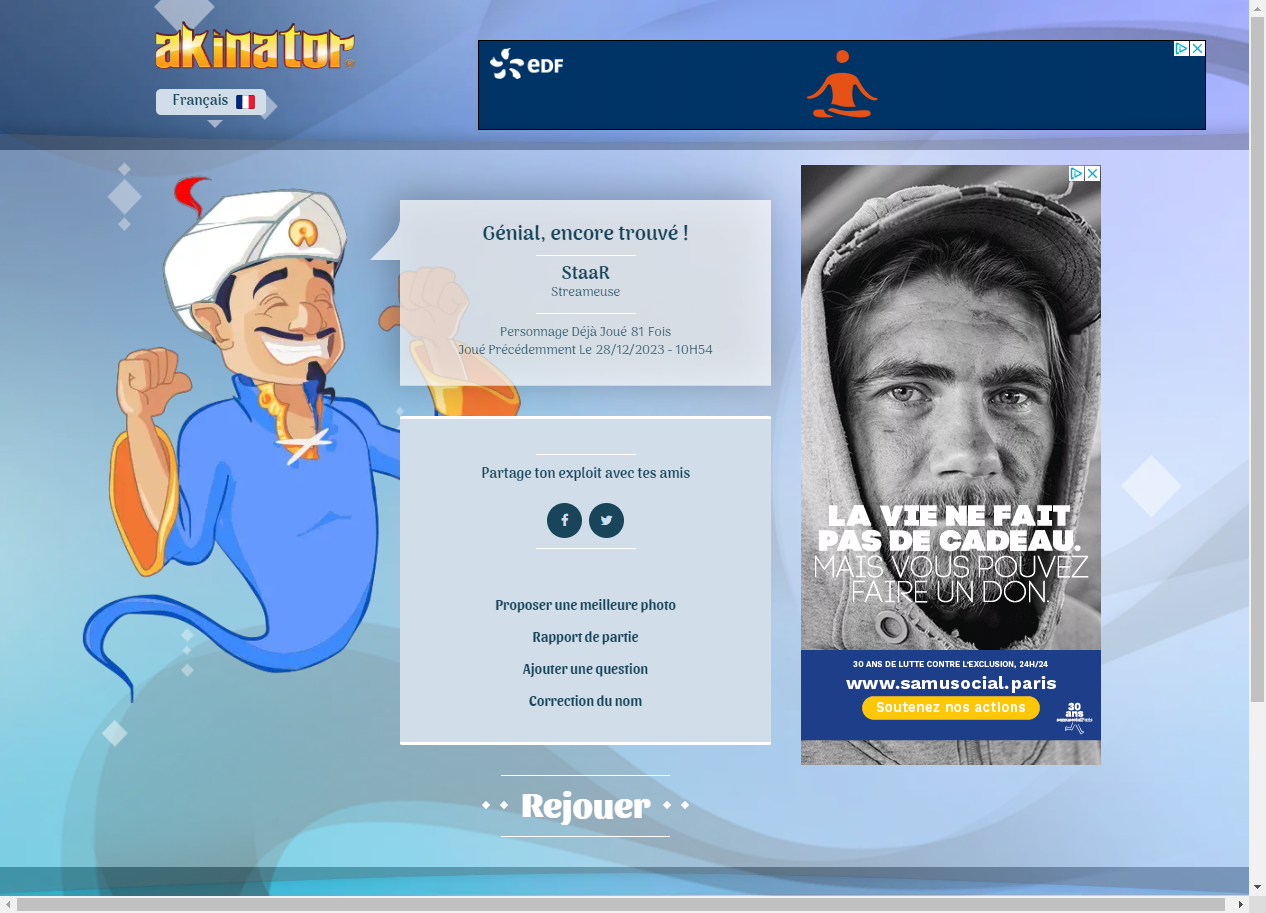 akinator
Français
EDF
Génial, encore trouvé !
StaaR
Streameuse
Personnage Déjà Joué 81 Fois
Joué Précédemment Le 28/12/2023 - 10H54
Partage ton exploit avec tes amis
Proposer une meilleure photo
Rapport de partie
Ajouter une question
Correction du nom
Rejouer
LA VIE NE FAIT
PAS DE CADEAU.
MAIS VOUS POUVEZ
FAIRE UN DON.
30 ANS DE LUTTE CONTRE L'EXCLUSION, 24H/24
www.samusocial.paris
Soutenez nos actions
30
ans